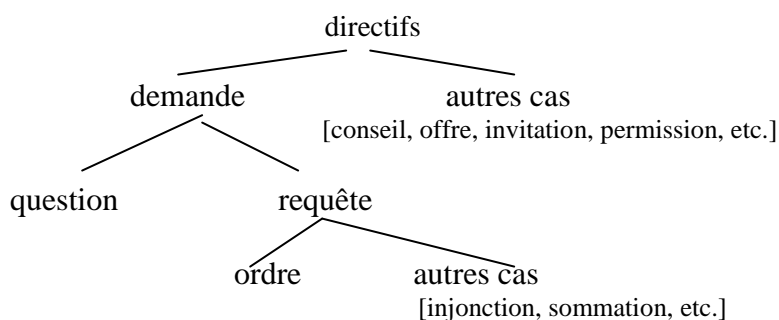 directifs
demande autres cas
[conseil, offre, invitation, permission, etc.]
question requête
ordre autres cas
[injonction, sommation, etc.]